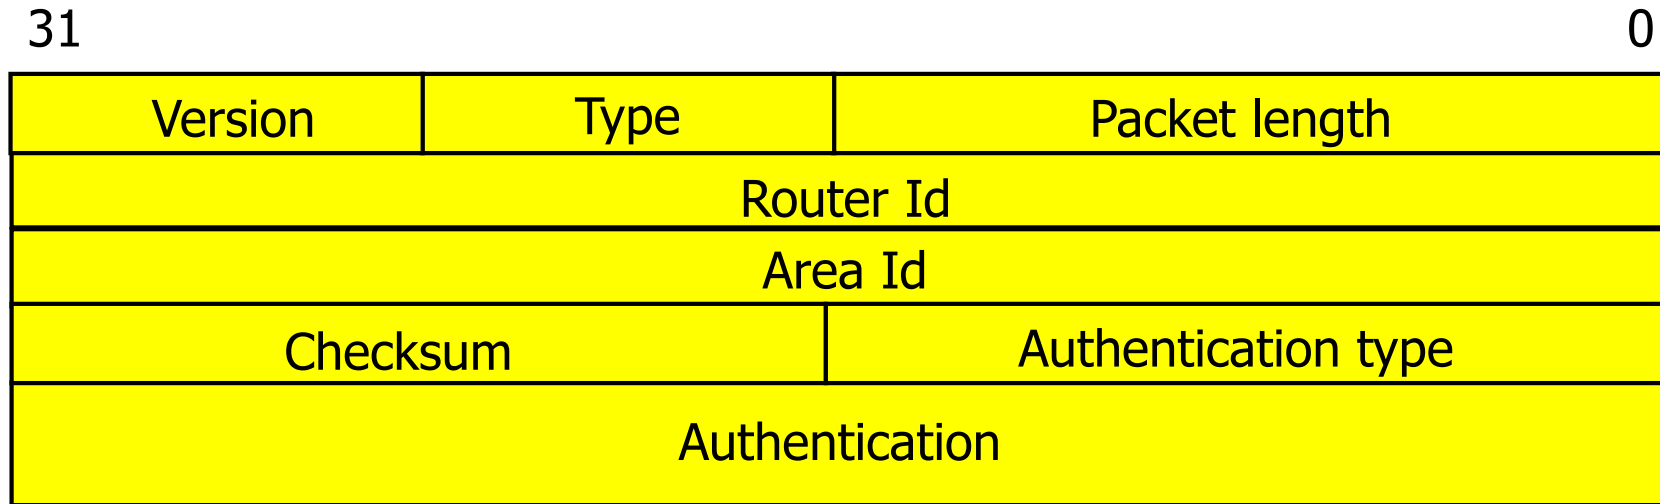 31 0
Version Type Packet length
Router Id
Area Id
Checksum Authentication type
Authentication